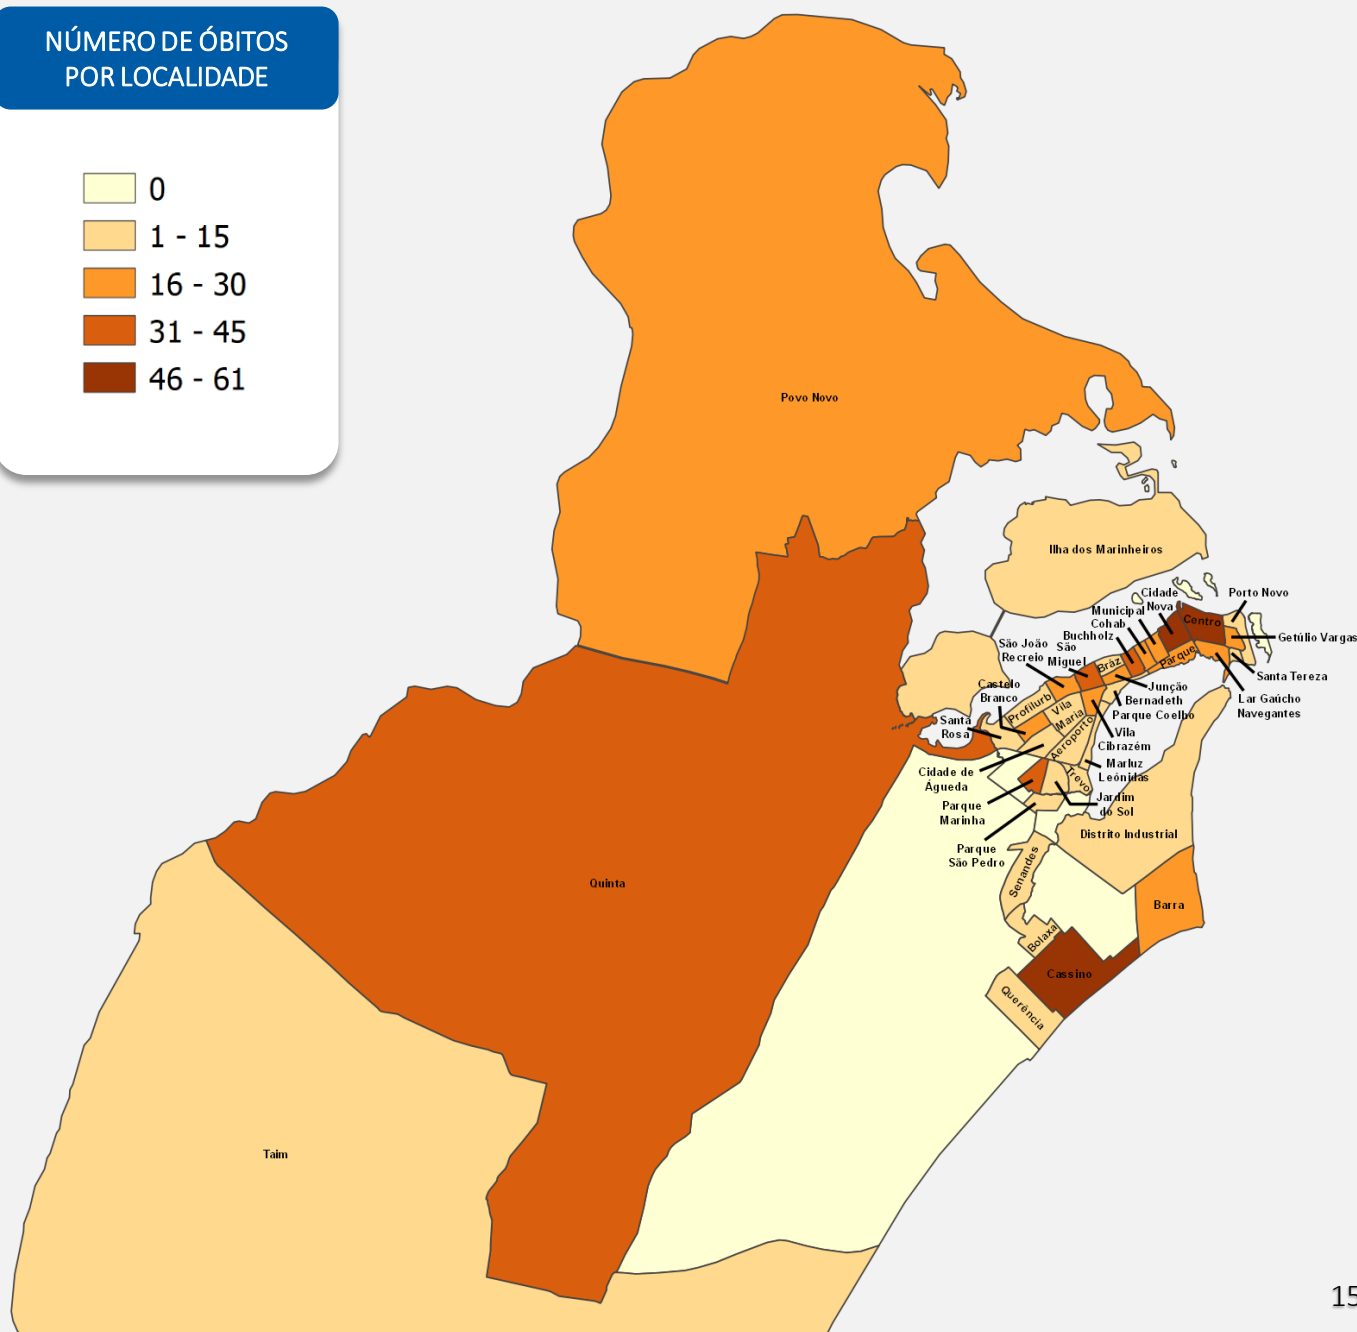 NÚMERO DE ÓBITOS
POR LOCALIDADE
0
1 - 15
16 - 30
31 - 45
46 - 61
Povo Novo
Ilha dos Marinheiros
Cidade
Nova
Porto Novo
Municipal
Cohab
Buchholz
Centro
Getúlio Vargas
São João
Recreio
São
Miguel
Bráz
Parque
Santa Tereza
Castelo
Branco
Junção
Bernadeth
Parque Coelho
Lar Gaúcho
Navegantes
Profilurb
Vila
Maria
Santa
Rosa
Aeroporto
Vila
Cibrazém
Cidade de
Águeda
Marluz
Leônidas
Trevo
Parque
Marinha
Jardim
do Sol
Distrito Industrial
Parque
São Pedro
Senandes
Quinta
Barra
Bolaxa
Cassino
Querência
Taim
15